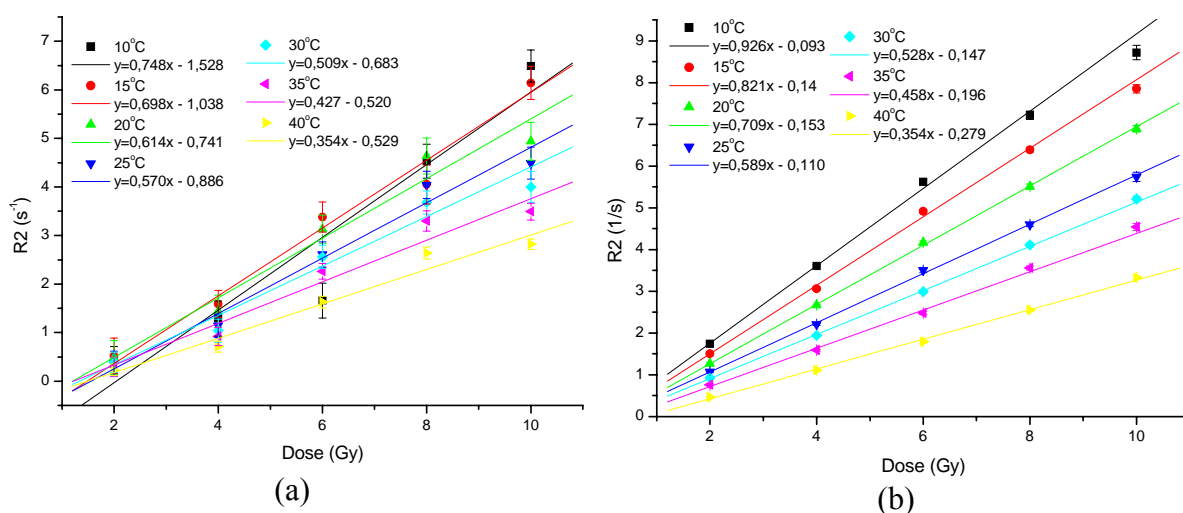 7
6
5
4
3
2
1
0
R2 (s⁻¹)
10°C
y=0,748x - 1,528
15°C
y=0,698x - 1,038
20°C
y=0,614x - 0,741
25°C
y=0,570x - 0,886
30°C
y=0,509x - 0,683
35°C
y=0,427 - 0,520
40°C
y=0,354x - 0,529
2 4 6 8 10
Dose (Gy)
(a)
b)
9
8
7
6
5
4
3
2
1
0
R2 (1/s)
10°C
y=0,926x - 0,093
15°C
y=0,821x - 0,14
20°C
y=0,709x - 0,153
25°C
y=0,589x - 0,110
30°C
y=0,528x - 0,147
35°C
y=0,458x - 0,196
40°C
y=0,354x - 0,279
2 4 6 8 10
Dose (Gy)
(b)